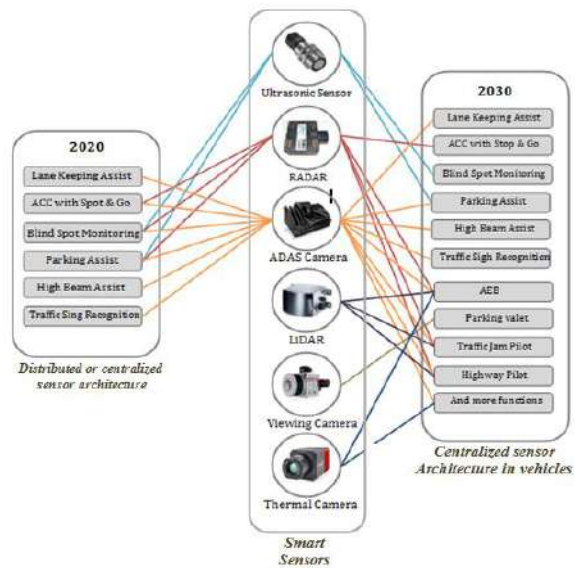 2020
Lane Keeping Assist
ACC with Spot & Go
Blind Spot Monitoring
Parking Assist
High Beam Assist
Traffic Sing Recognition
Distributed or centralized
sensor architecture
Ultrasonic Sensor
RADAR
ADAS Camera
LiDAR
Viewing Camera
Thermal Camera
Smart
Sensors
2030
Lane Keeping Assist
ACC with Stop & Go
Blind Spot Monitoring
Parking Assist
High Beam Assist
Traffic Sigh Recognition
AEB
Parking valet
Traffic Jam Pilot
Highway Pilot
And more functions
Centralized sensor
Architecture in vehicles